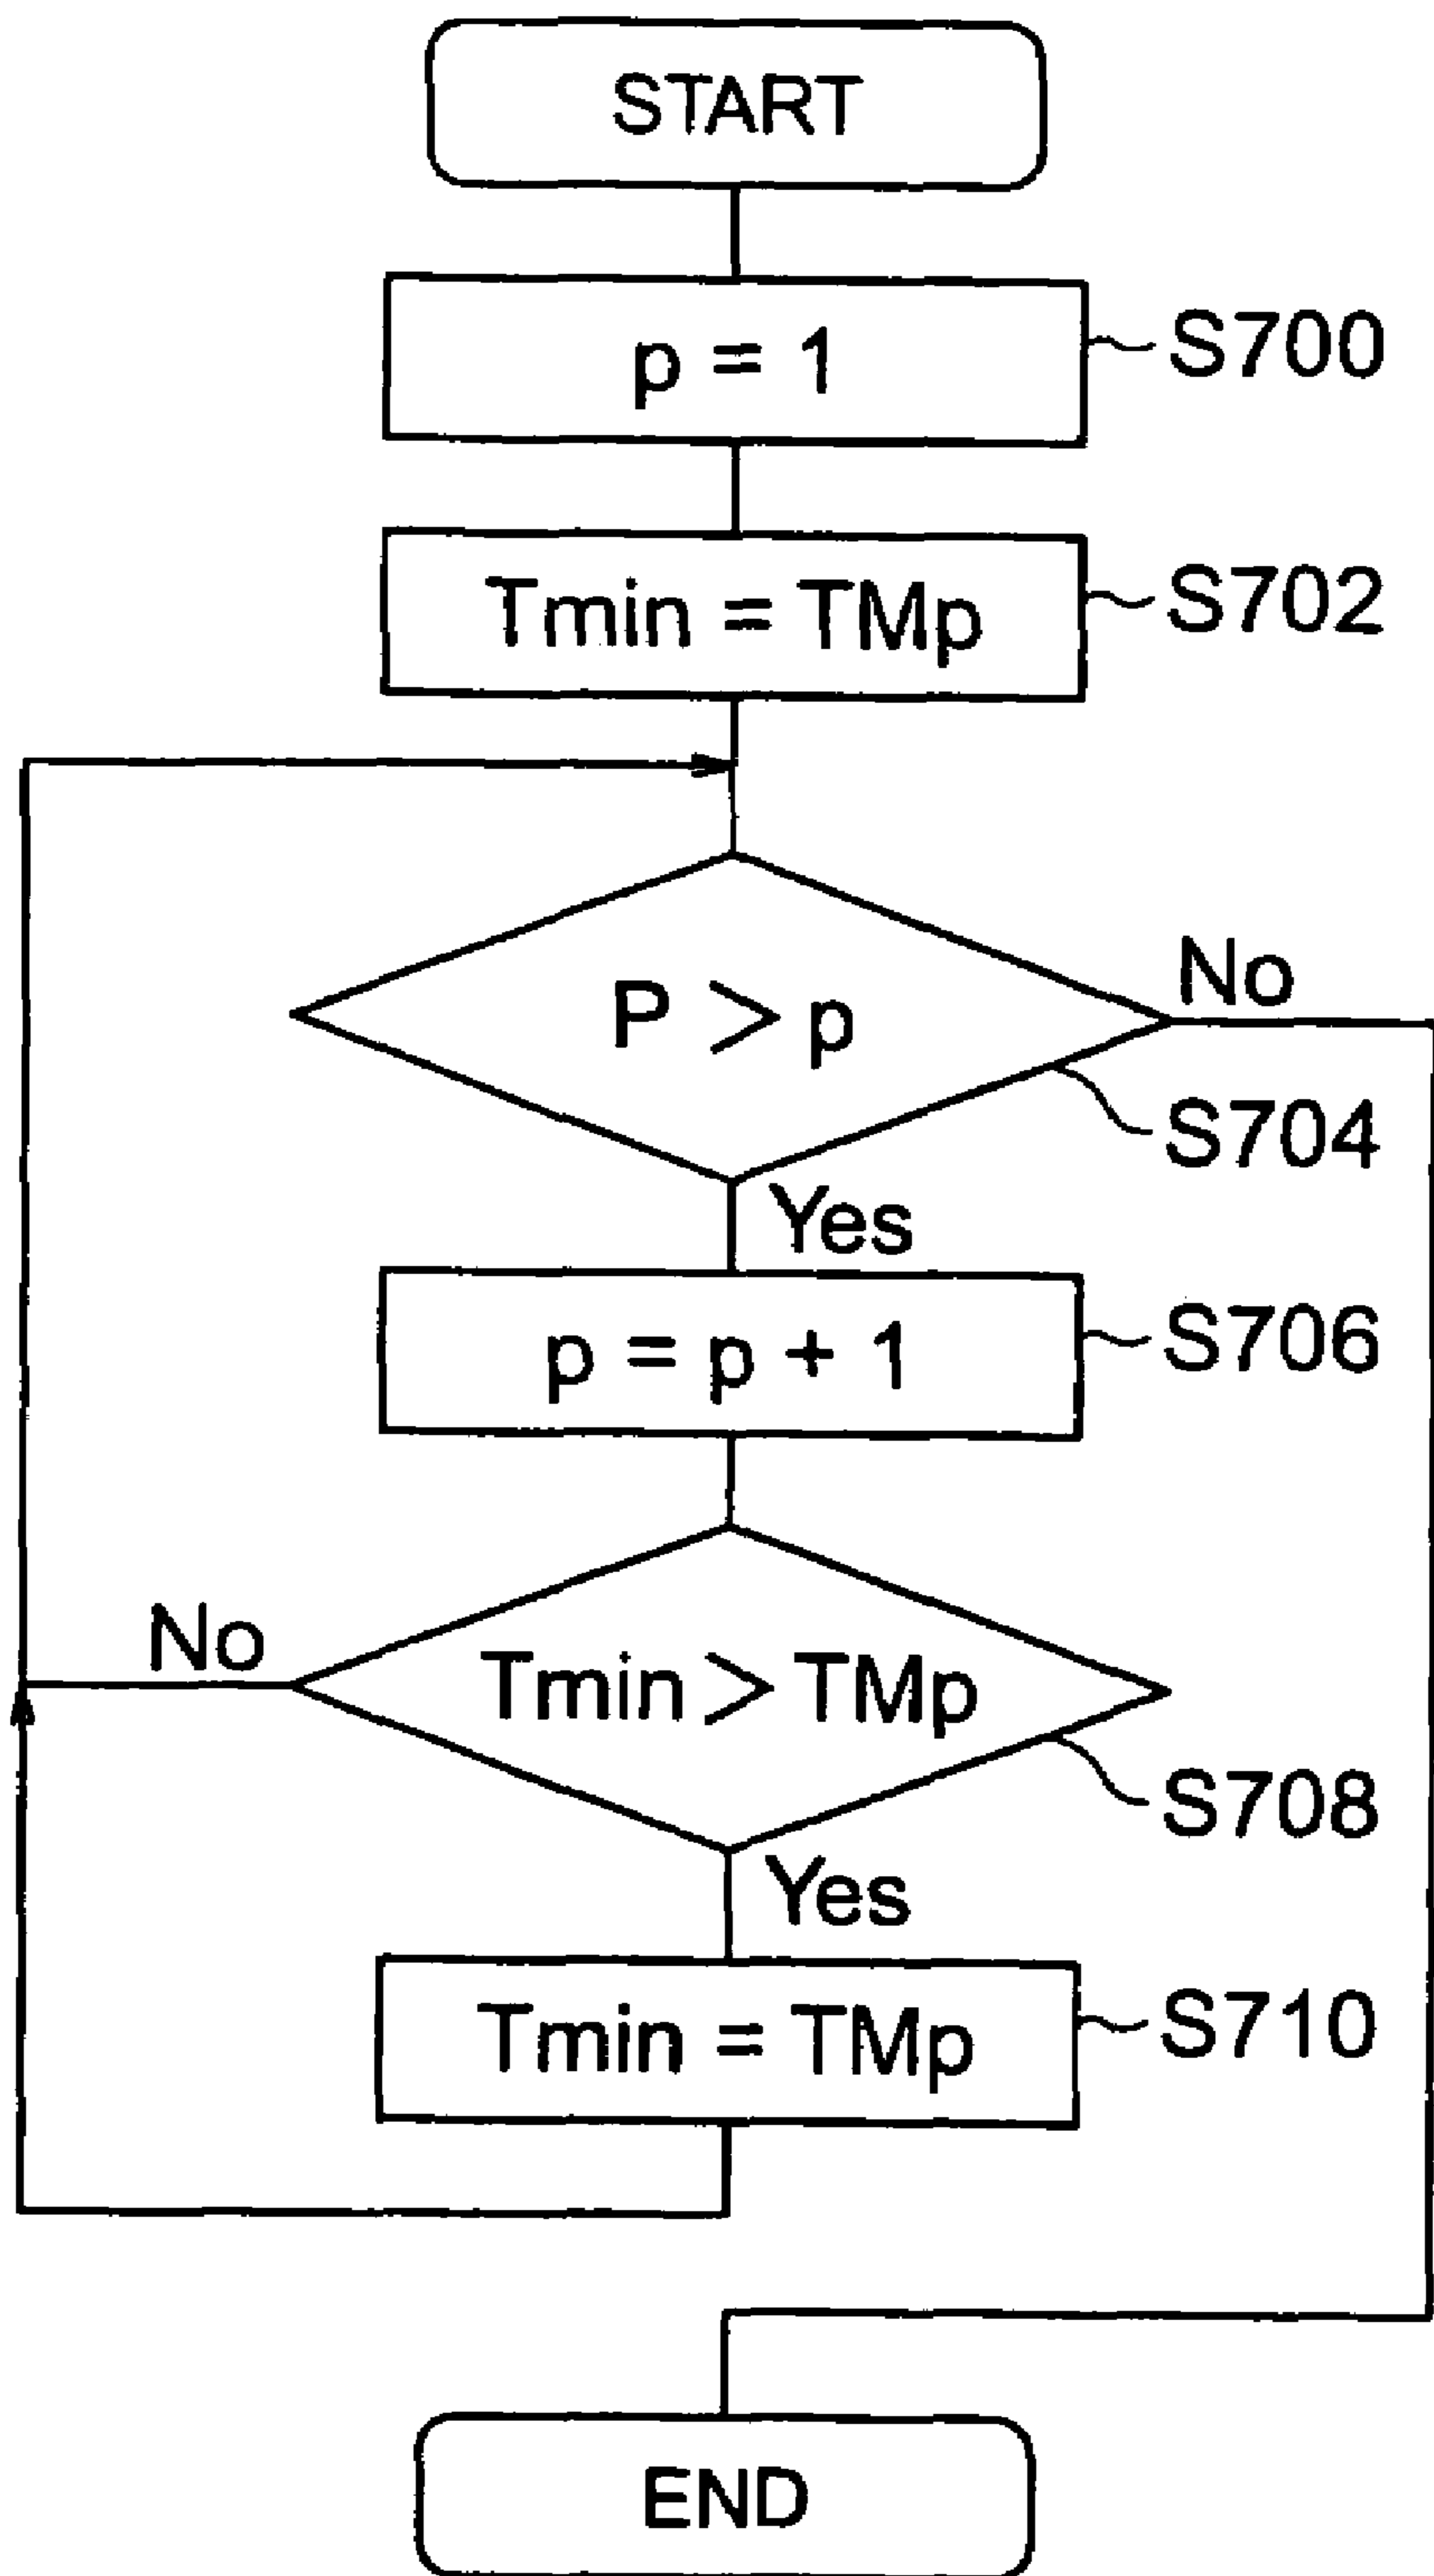 START
p = 1
S700
Tmin = TMp
S702
P > p
No
S704
Yes
p = p + 1
S706
No
Tmin > TMp
S708
Yes
Tmin = TMp
S710
END